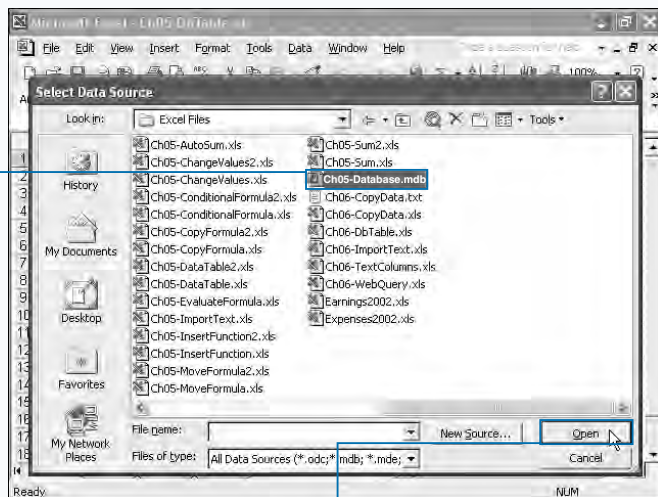 Microsoft Excel - Ch05-DbTable.xls
File Edit View Insert Format Tools Data Window Help
100%
Select Data Source
Look in: Excel Files Tools
History
My Documents
Desktop
Favorites
My Network Places
Ch05-AutoSum.xls
Ch05-ChangeValues2.xls
Ch05-ChangeValues.xls
Ch05-ConditionalFormula2.xls
Ch05-ConditionalFormula.xls
Ch05-CopyFormula2.xls
Ch05-CopyFormula.xls
Ch05-DataTable2.xls
Ch05-DataTable.xls
Ch05-EvaluateFormula.xls
Ch05-ImportText.xls
Ch05-InsertFunction2.xls
Ch05-InsertFunction.xls
Ch05-MoveFormula2.xls
Ch05-MoveFormula.xls
Ch05-Sum2.xls
Ch05-Sum.xls
Ch05-Database.mdb
Ch06-CopyData.txt
Ch06-CopyData.xls
Ch06-DbTable.xls
Ch06-ImportText.xls
Ch06-TextColumns.xls
Ch06-WebQuery.xls
Earnings2002.xls
Expenses2002.xls
File name: New Source... Open
Files of type: All Data Sources (*.odc;*.mdb; *.mde; Cancel
Ready NUM